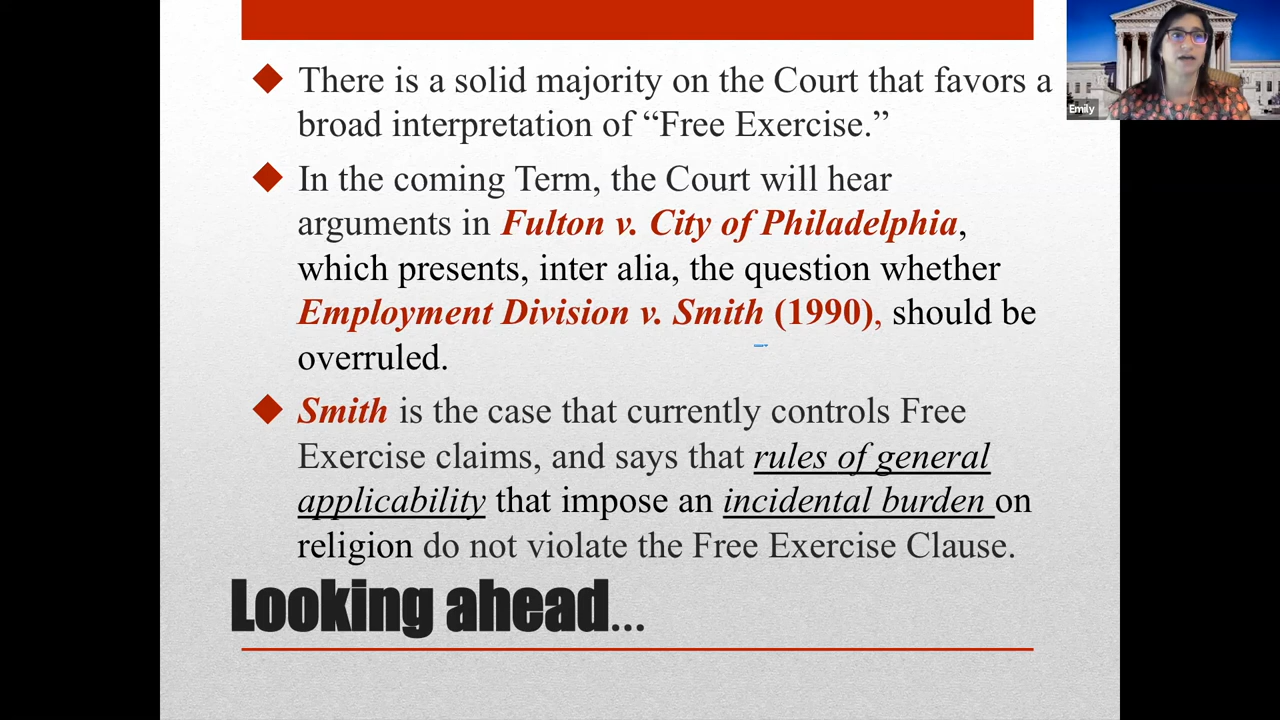 There is a solid majority on the Court that favors a
broad interpretation of “Free Exercise.”
In the coming Term, the Court will hear
arguments in Fulton v. City of Philadelphia,
which presents, inter alia, the question whether
Employment Division v. Smith (1990), should be
overruled.
Smith is the case that currently controls Free
Exercise claims, and says that rules of general
applicability that impose an incidental burden on
religion do not violate the Free Exercise Clause.
Looking ahead...
Emily